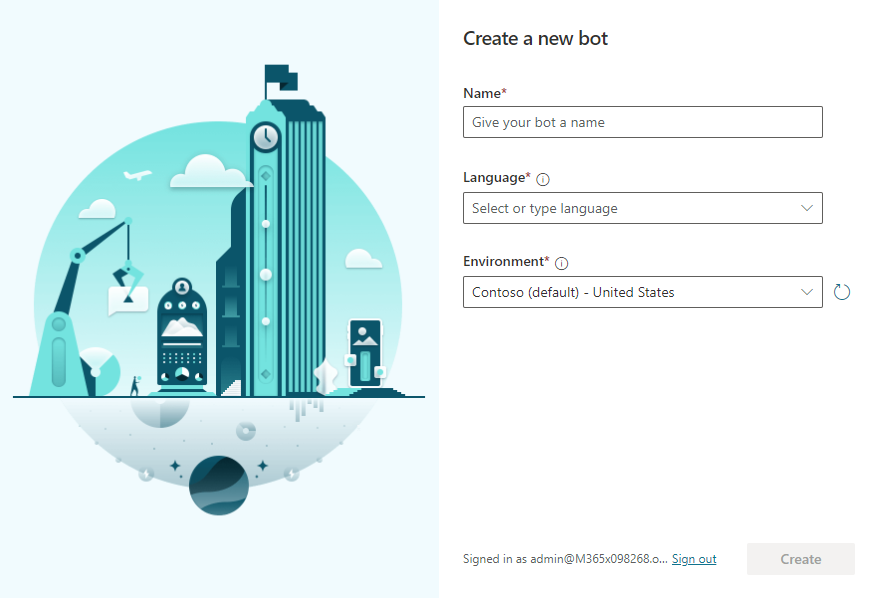 Create a new bot
Name*
Give your bot a name
Language*
Select or type language
Environment*
Contoso (default) - United States
Signed in as admin@M365x098268.o... Sign out
Create